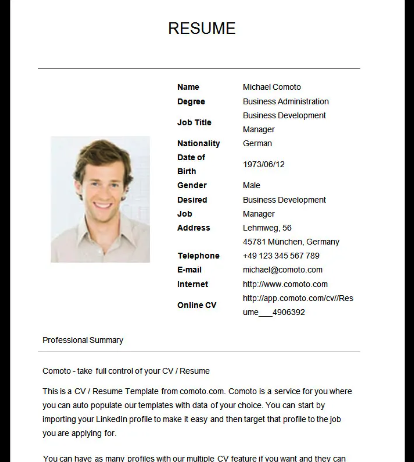 RESUME
Name Michael Comoto
Degree Business Administration
Job Title Business Development
Manager
Nationality German
Date of
Birth 1973/06/12
Gender Male
Desired Business Development
Job Manager
Address Lehmweg, 56
45781 München, Germany
Telephone +49 123 345 567 789
E-mail michael@comoto.com
Internet http://www.comoto.com
Online CV http://app.comoto.com/cv//Res
ume___4906392
Professional Summary
Comoto - take full control of your CV / Resume
This is a CV / Resume Template from comoto.com. Comoto is a service for you where
you can auto populate our templates with data of your choice. You can start by
importing your LinkedIn profile to make it easy and then target that profile to the job
you are applying for.
You can have as many profiles with our multiple CV feature if you want and they can